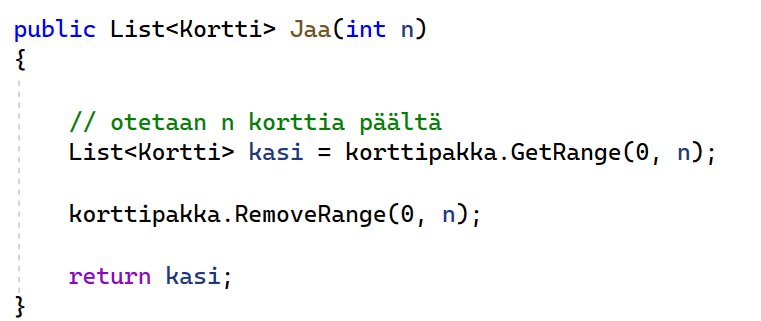 public List<Kortti> Jaa(int n)
{
// otetaan n korttia päältä
List<Kortti> kasi = korttipakka.GetRange(0, n);
korttipakka.RemoveRange(0, n);
return kasi;
}